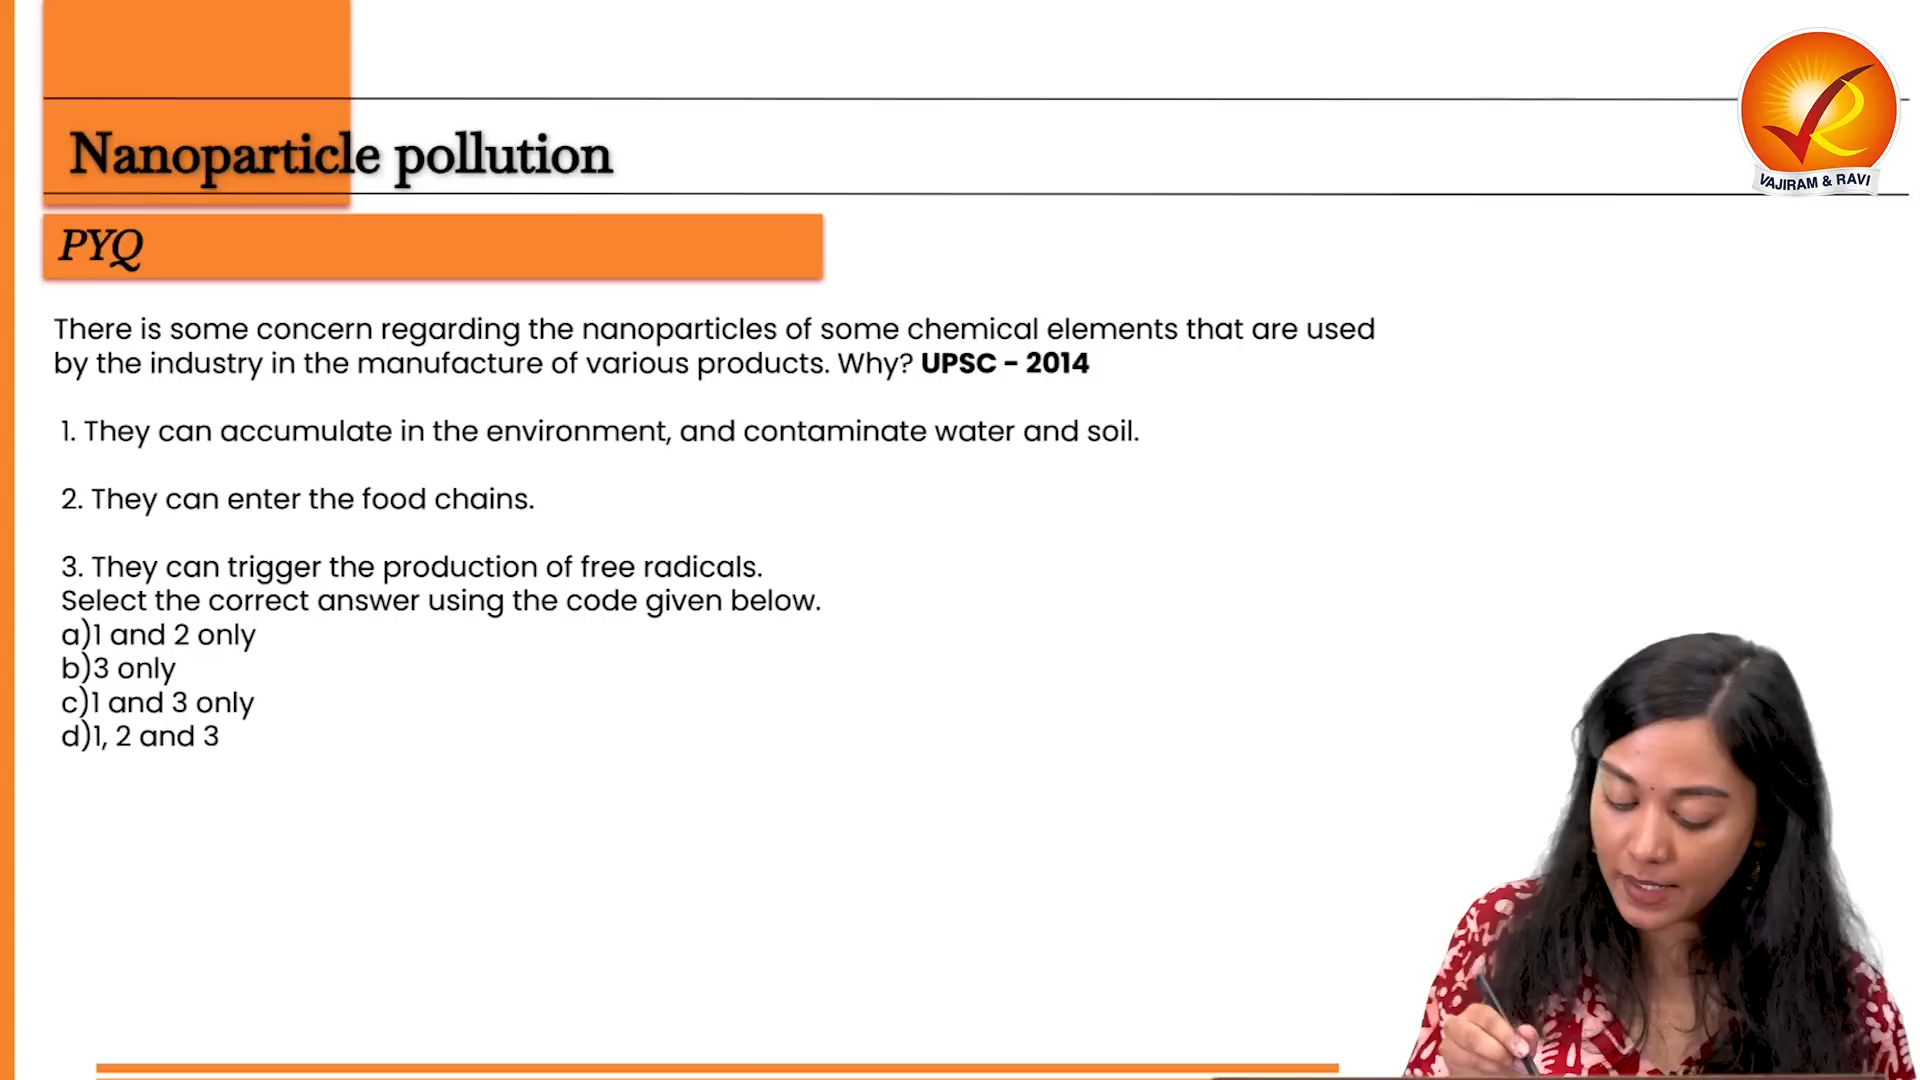 Nanoparticle pollution
VAJIRAM & RAVI
PYQ
There is some concern regarding the nanoparticles of some chemical elements that are used
by the industry in the manufacture of various products. Why? UPSC - 2014
1. They can accumulate in the environment, and contaminate water and soil.
2. They can enter the food chains.
3. They can trigger the production of free radicals.
Select the correct answer using the code given below.
a)1 and 2 only
b)3 only
c)1 and 3 only
d)1, 2 and 3